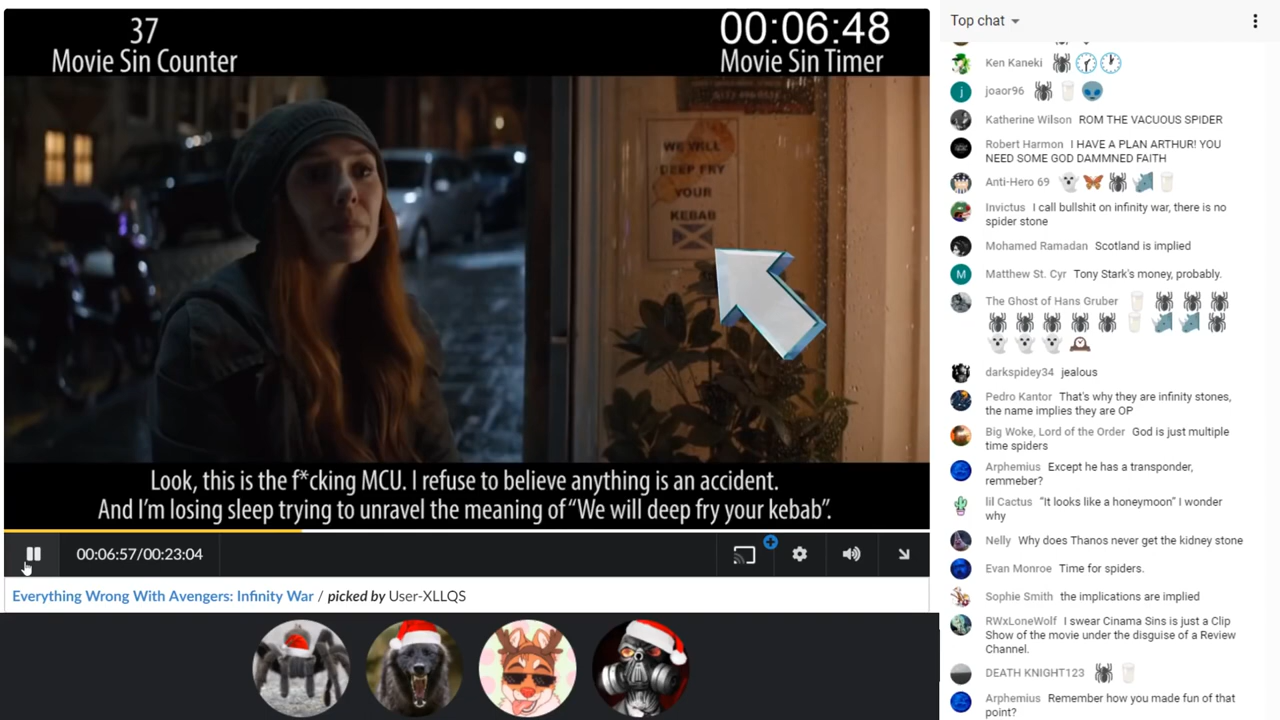 37
Movie Sin Counter
00:06:48
Movie Sin Timer
WE WILL
DEEP FRY
YOUR
KEBAB
Look, this is the f*cking MCU. I refuse to believe anything is an accident.
And I'm losing sleep trying to unravel the meaning of "We will deep fry your kebab".
00:06:57/00:23:04
Everything Wrong With Avengers: Infinity War / picked by User-XLLQS
Top chat
Ken Kaneki 🕷️🕜🕐
j
joaor96 🕷️🥛👽
Katherine Wilson ROM THE VACUOUS SPIDER
Robert Harmon I HAVE A PLAN ARTHUR! YOU
NEED SOME GOD DAMMNED FAITH
Anti-Hero 69 👻🦋🕷️🦏🥛
Invictus I call bullshit on infinity war, there is no
spider stone
Mohamed Ramadan Scotland is implied
M
Matthew St. Cyr Tony Stark's money, probably.
The Ghost of Hans Gruber 🥛🕷️🕷️🕷️
🕷️🕷️🕷️🕷️🕷️🥛🦏🦏🕷️
👻👻👻🕰️
darkspidey34 jealous
Pedro Kantor That's why they are infinity stones,
the name implies they are OP
Big Woke, Lord of the Order God is just multiple
time spiders
Arphemius Except he has a transponder,
remmeber?
lil Cactus "It looks like a honeymoon" I wonder
why
Nelly Why does Thanos never get the kidney stone
Evan Monroe Time for spiders.
Sophie Smith the implications are implied
RWxLoneWolf I swear Cinama Sins is just a Clip
Show of the movie under the disguise of a Review
Channel.
DEATH KNIGHT123 🕷️🥛
Arphemius Remember how you made fun of that
point?